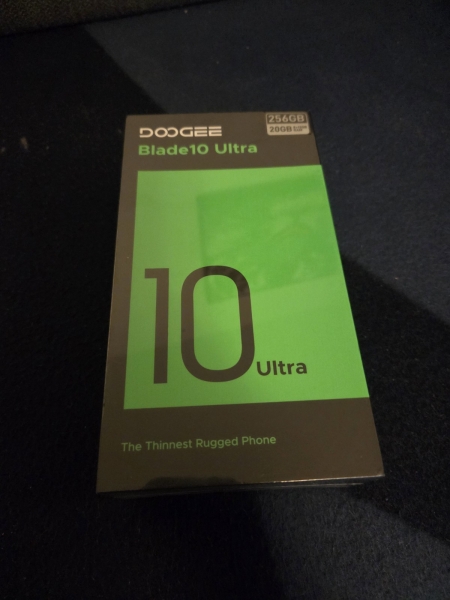 DOOGEE
256GB
Blade10 Ultra
20GB
10
Ultra
The Thinnest Rugged Phone